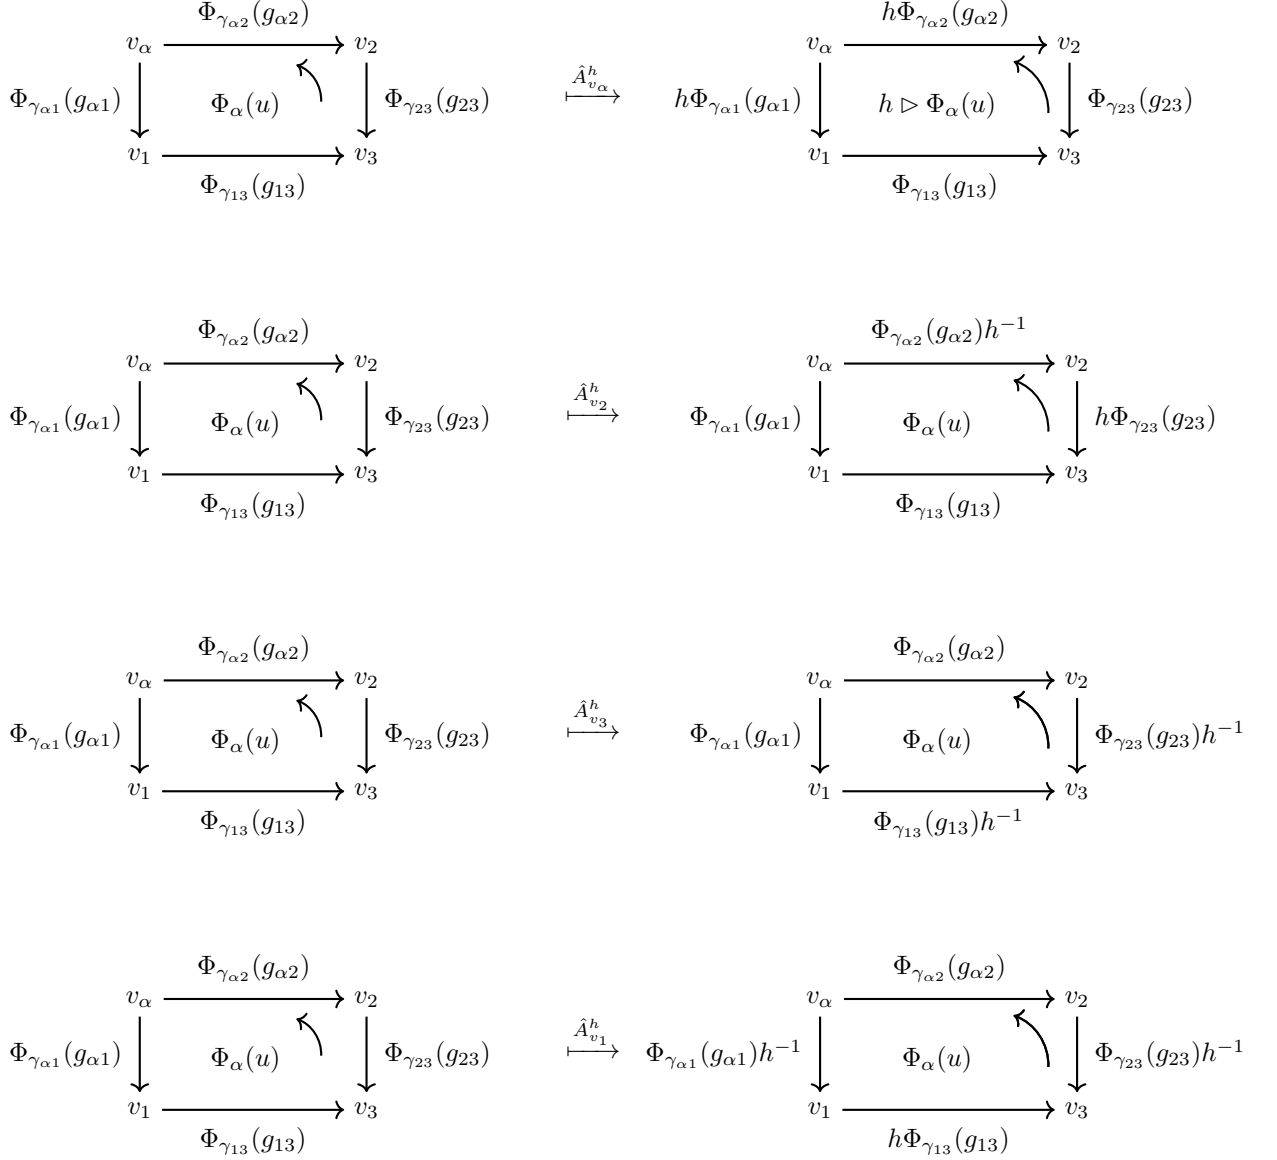 Φ_{γ_{α2}}(g_{α2}) hΦ_{γ_{α2}}(g_{α2})
v_α v_2 v_α v_2
Φ_{γ_{α1}}(g_{α1}) Φ_α(u) Φ_{γ_{23}}(g_{23}) ⟼ Â^h_{v_α} hΦ_{γ_{α1}}(g_{α1}) h ▷ Φ_α(u) Φ_{γ_{23}}(g_{23})
v_1 v_3 v_1 v_3
Φ_{γ_{13}}(g_{13}) Φ_{γ_{13}}(g_{13})
Φ_{γ_{α2}}(g_{α2}) Φ_{γ_{α2}}(g_{α2})h^{-1}
v_α v_2 v_α v_2
Φ_{γ_{α1}}(g_{α1}) Φ_α(u) Φ_{γ_{23}}(g_{23}) ⟼ Â^h_{v_2} Φ_{γ_{α1}}(g_{α1}) Φ_α(u) hΦ_{γ_{23}}(g_{23})
v_1 v_3 v_1 v_3
Φ_{γ_{13}}(g_{13}) Φ_{γ_{13}}(g_{13})
Φ_{γ_{α2}}(g_{α2}) Φ_{γ_{α2}}(g_{α2})
v_α v_2 v_α v_2
Φ_{γ_{α1}}(g_{α1}) Φ_α(u) Φ_{γ_{23}}(g_{23}) ⟼ Â^h_{v_3} Φ_{γ_{α1}}(g_{α1}) Φ_α(u) Φ_{γ_{23}}(g_{23})h^{-1}
v_1 v_3 v_1 v_3
Φ_{γ_{13}}(g_{13}) Φ_{γ_{13}}(g_{13})h^{-1}
Φ_{γ_{α2}}(g_{α2}) Φ_{γ_{α2}}(g_{α2})
v_α v_2 v_α v_2
Φ_{γ_{α1}}(g_{α1}) Φ_α(u) Φ_{γ_{23}}(g_{23}) ⟼ Â^h_{v_1} Φ_{γ_{α1}}(g_{α1})h^{-1} Φ_α(u) Φ_{γ_{23}}(g_{23})h^{-1}
v_1 v_3 v_1 v_3
Φ_{γ_{13}}(g_{13}) hΦ_{γ_{13}}(g_{13})